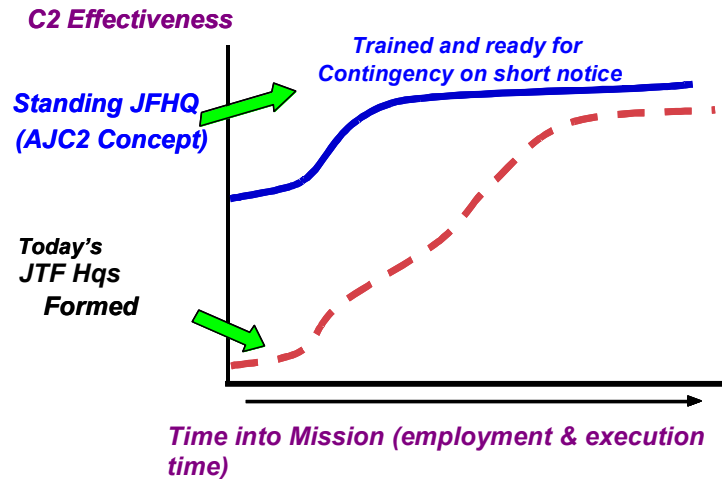 C2 Effectiveness
Trained and ready for
Contingency on short notice
Standing JFHQ
(AJC2 Concept)
Today's
JTF Hqs
Formed
Time into Mission (employment & execution
time)